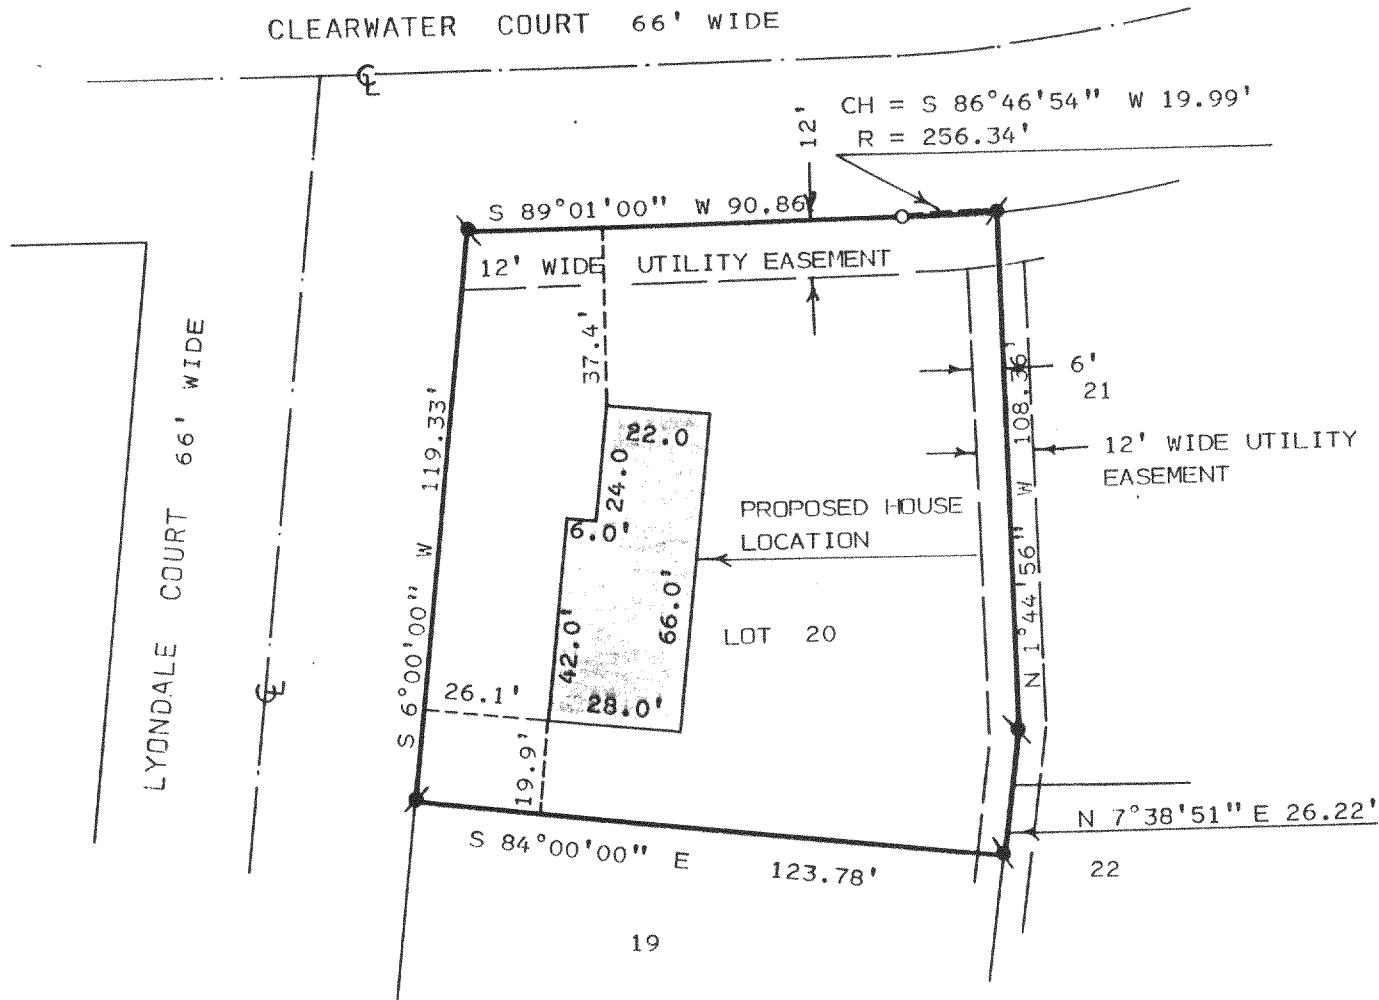 CLEARWATER COURT 66' WIDE
CH = S 86°46'54" W 19.99'
R = 256.34'
12'
S 89°01'00" W 90.86
12' WIDE UTILITY EASEMENT
37.4'
LYONDALE COURT 66' WIDE
S 6°00'00" W 119.33'
6'
21
12' WIDE UTILITY
EASEMENT
N 1°44'56" W 108.36'
22.0
24.0
6.0'
PROPOSED HOUSE
LOCATION
42.0'
66.0'
LOT 20
28.0'
26.1'
19.9'
N 7°38'51" E 26.22'
S 84°00'00" E 123.78'
22
19